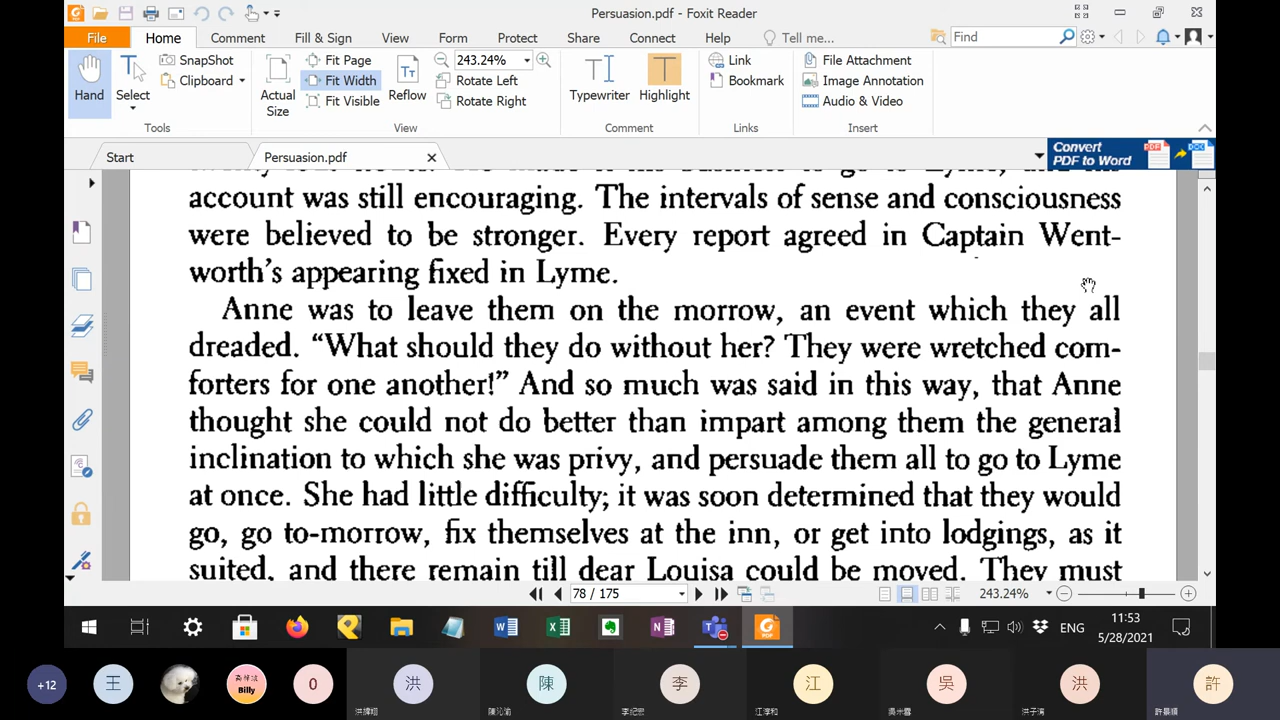 Persuasion.pdf - Foxit Reader
File Home Comment Fill & Sign View Form Protect Share Connect Help Tell me... Find
Hand
Select
SnapShot
Clipboard
Tools
Actual Size
Fit Page
Fit Width
Fit Visible
Reflow
243.24%
Rotate Left
Rotate Right
View
Typewriter
Highlight
Comment
Link
Bookmark
Links
File Attachment
Image Annotation
Audio & Video
Insert
Start
Persuasion.pdf
Convert
PDF to Word
account was still encouraging. The intervals of sense and consciousness
were believed to be stronger. Every report agreed in Captain Went-
worth's appearing fixed in Lyme.
Anne was to leave them on the morrow, an event which they all
dreaded. “What should they do without her? They were wretched com-
forters for one another!” And so much was said in this way, that Anne
thought she could not do better than impart among them the general
inclination to which she was privy, and persuade them all to go to Lyme
at once. She had little difficulty; it was soon determined that they would
go, go to-morrow, fix themselves at the inn, or get into lodgings, as it
suited, and there remain till dear Louisa could be moved. They must
78 / 175
243.24%
ENG
11:53
5/28/2021
+12
王
Billy
0
洪
陳
李
江
吳
洪
許